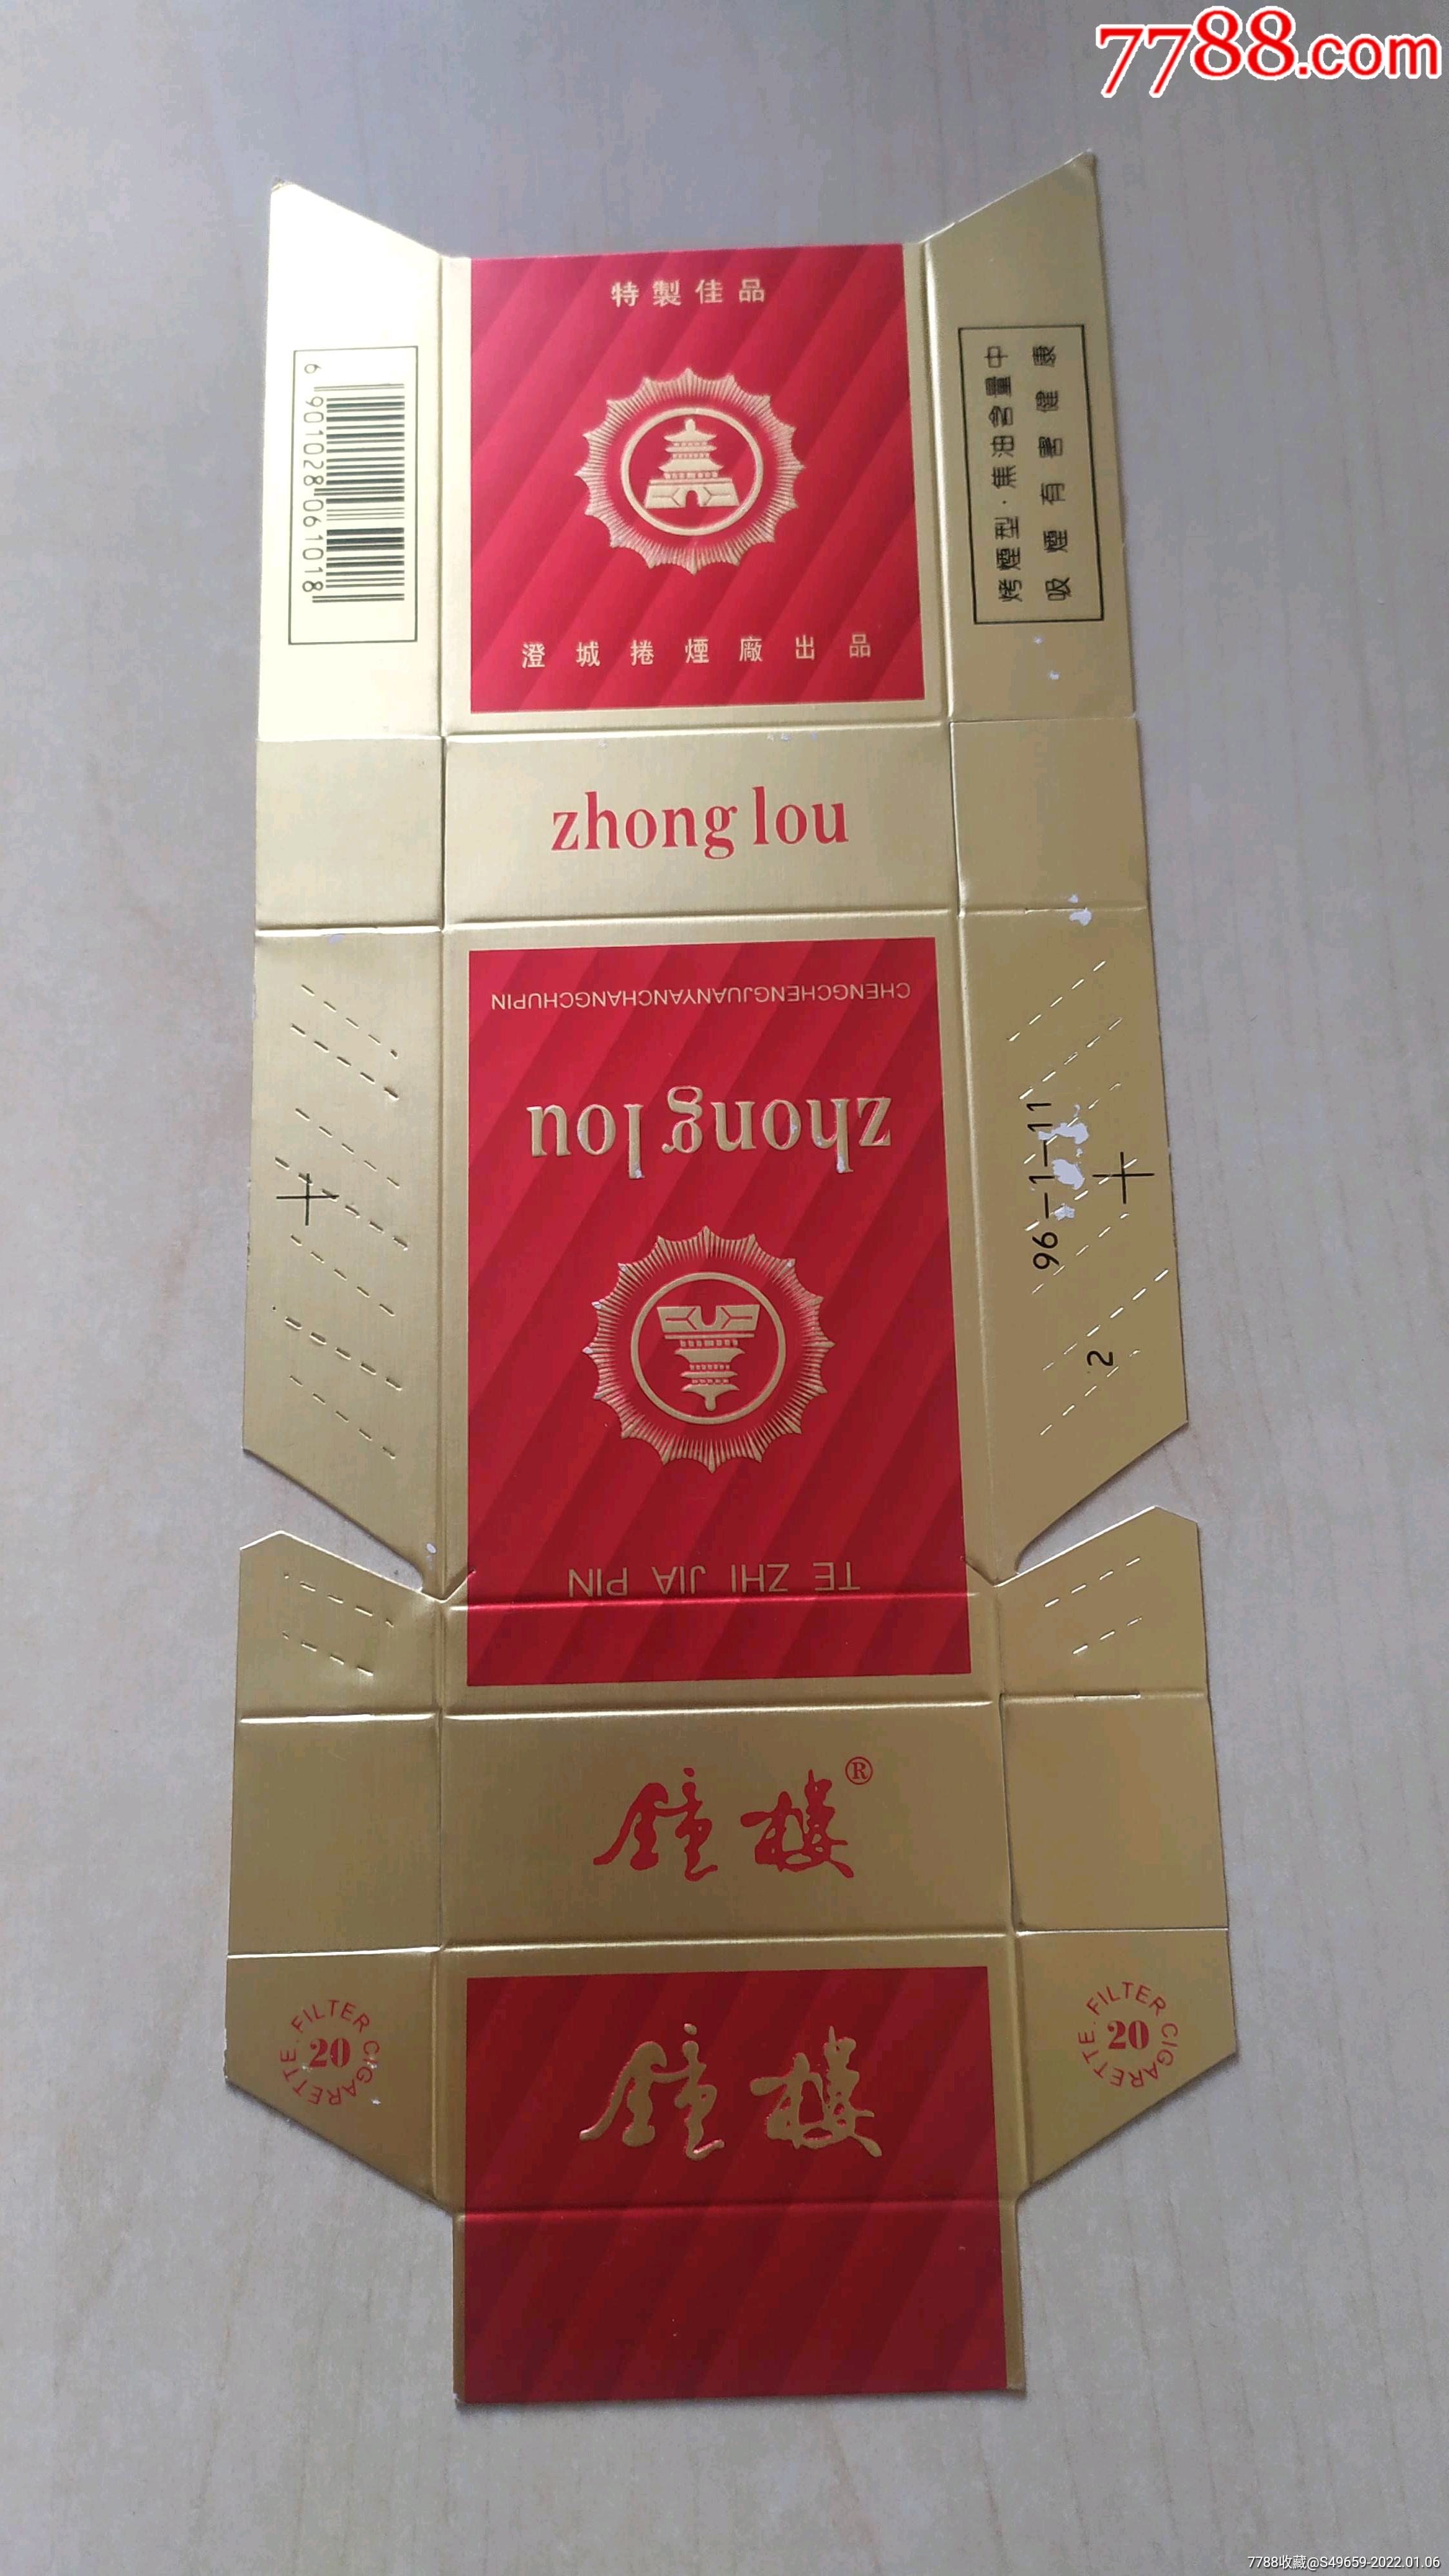 7788.com
特製佳品
6 901028 061018
烤煙型·焦油含量中
吸煙有害健康
澄城捲煙廠出品
zhong lou
CHENGCHENGJUANYANCHANGCHUPIN
zhong lou
96-1-11
2
TE ZHI JIA PIN
鐘樓®
FILTER CIGARETTE.
20
FILTER CIGARETTE.
20
鐘樓
7788收藏@S49659-2022.01.06